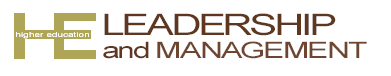 HE
higher education
LEADERSHIP
and MANAGEMENT